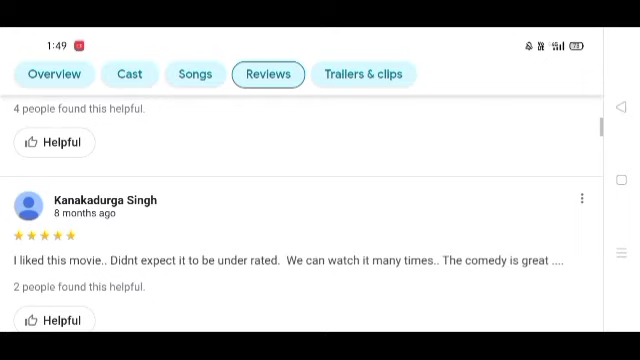 1:49
Overview Cast Songs Reviews Trailers & clips
4 people found this helpful.
Helpful
Kanakadurga Singh
8 months ago
I liked this movie.. Didnt expect it to be under rated. We can watch it many times.. The comedy is great ....
2 people found this helpful.
Helpful